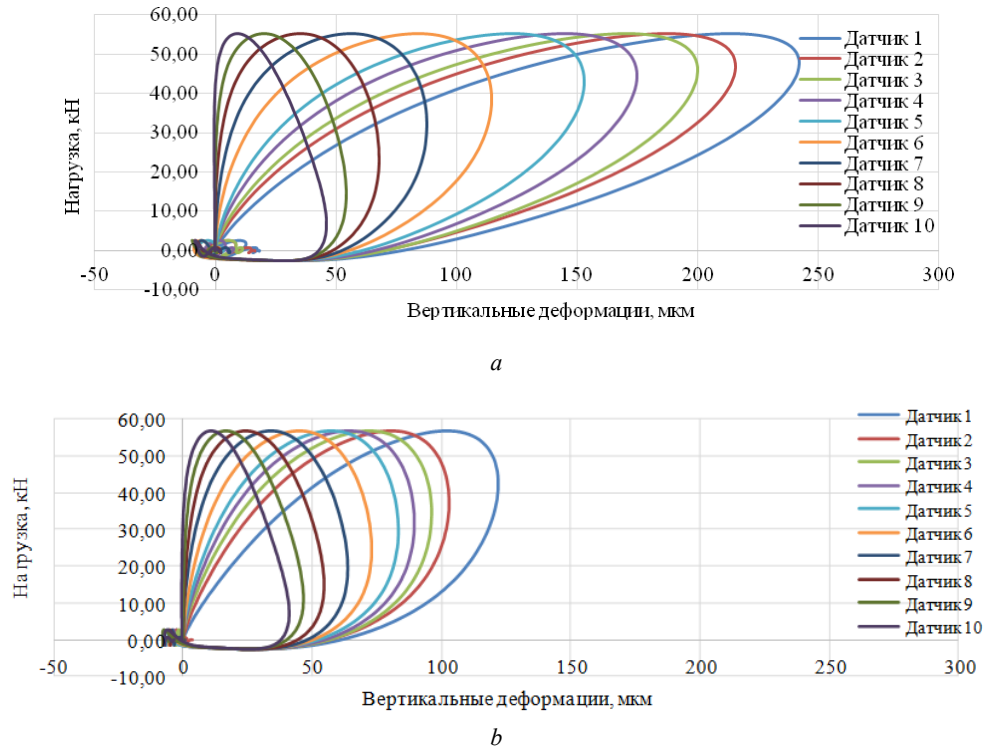 60,00
50,00
40,00
30,00
20,00
10,00
0,00
-10,00
Нагрузка, кН
-50
0
50
100
150
200
250
300
Вертикальные деформации, мкм
Датчик 1
Датчик 2
Датчик 3
Датчик 4
Датчик 5
Датчик 6
Датчик 7
Датчик 8
Датчик 9
Датчик 10
a
60,00
50,00
40,00
30,00
20,00
10,00
0,00
-10,00
Нагрузка, кН
-50
0
50
100
150
200
250
300
Вертикальные деформации, мкм
Датчик 1
Датчик 2
Датчик 3
Датчик 4
Датчик 5
Датчик 6
Датчик 7
Датчик 8
Датчик 9
Датчик 10
b